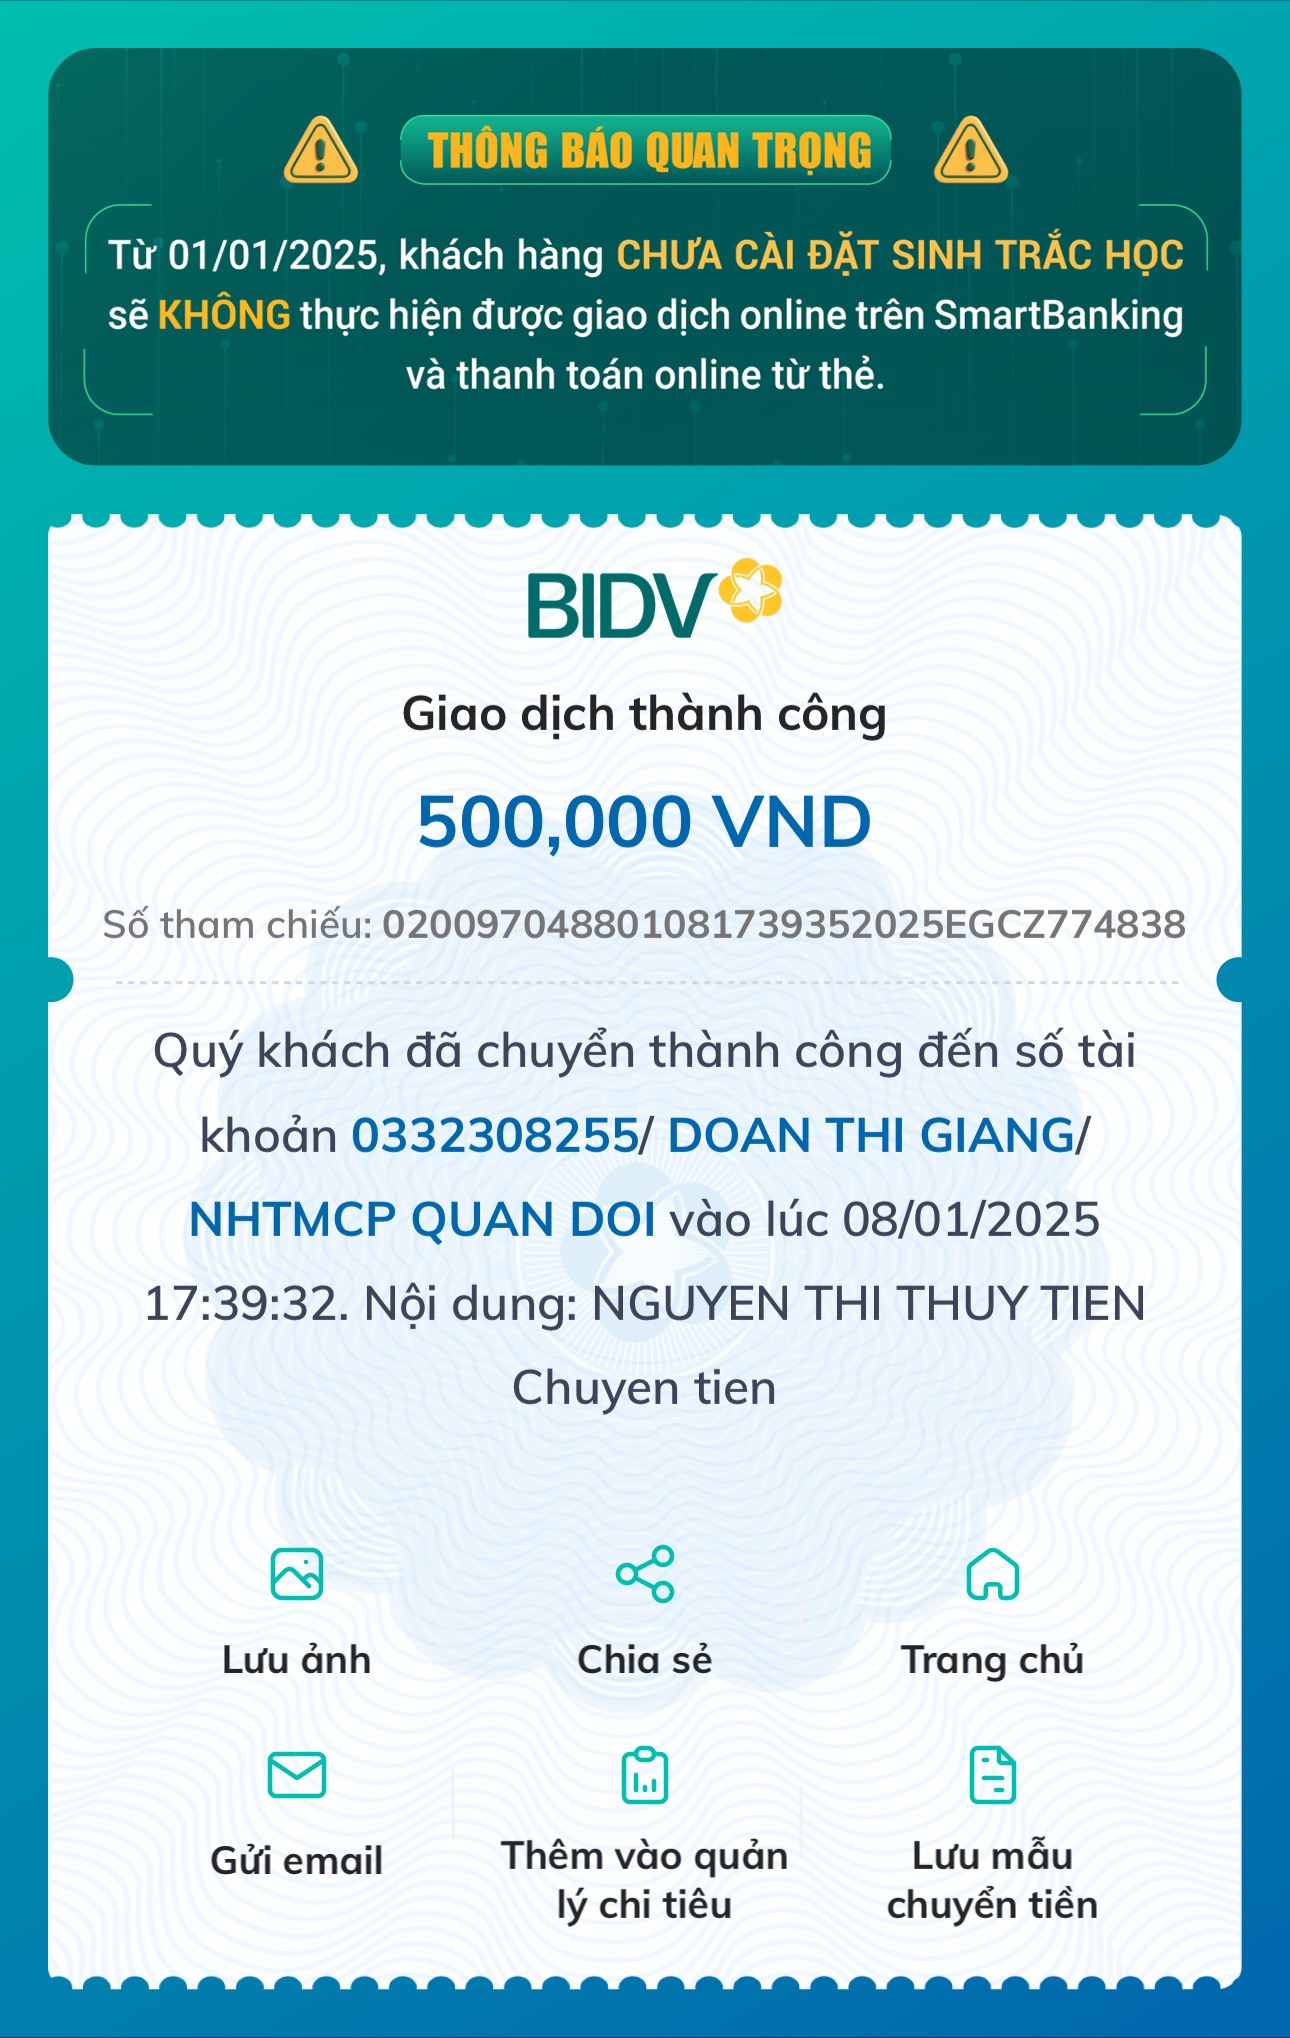 THÔNG BÁO QUAN TRỌNG
Từ 01/01/2025, khách hàng CHƯA CÀI ĐẶT SINH TRẮC HỌC
sẽ KHÔNG thực hiện được giao dịch online trên SmartBanking
và thanh toán online từ thẻ.
BIDV
Giao dịch thành công
500,000 VND
Số tham chiếu: 020097048801081739352025EGCZ774838
Quý khách đã chuyển thành công đến số tài
khoản 0332308255/ DOAN THI GIANG/
NHTMCP QUAN DOI vào lúc 08/01/2025
17:39:32. Nội dung: NGUYEN THI THUY TIEN
Chuyen tien
Lưu ảnh
Chia sẻ
Trang chủ
Gửi email
Thêm vào quản
lý chi tiêu
Lưu mẫu
chuyển tiền